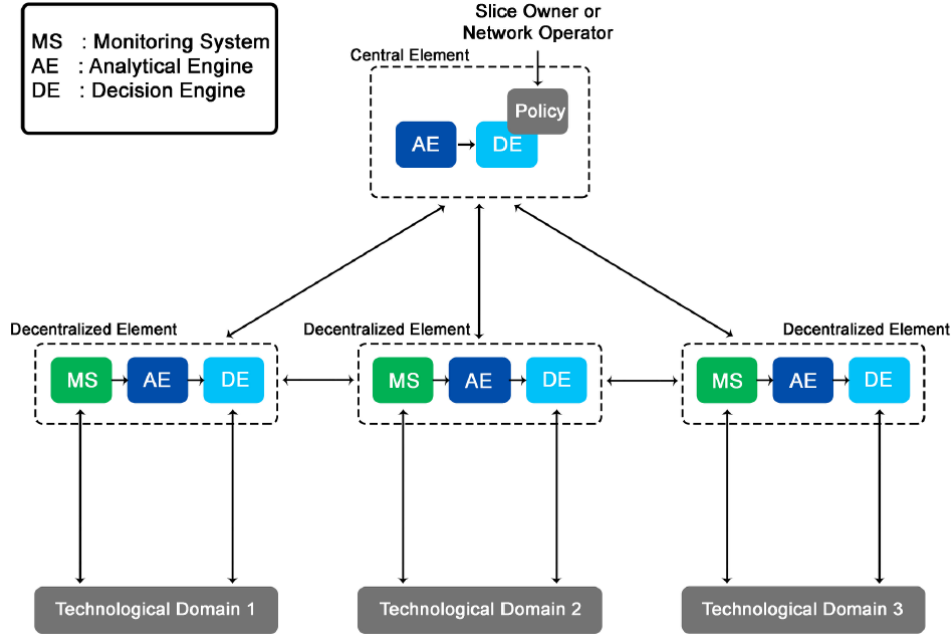 MS : Monitoring System
AE : Analytical Engine
DE : Decision Engine
Slice Owner or
Network Operator
Central Element
Policy
AE
DE
Decentralized Element
Decentralized Element
Decentralized Element
MS
AE
DE
MS
AE
DE
MS
AE
DE
Technological Domain 1
Technological Domain 2
Technological Domain 3